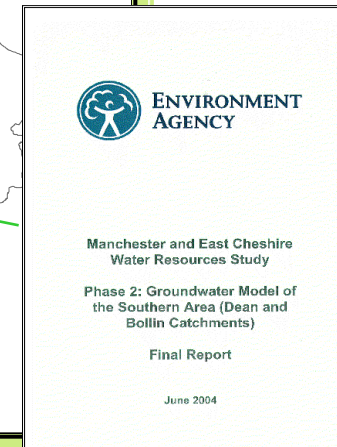 ENVIRONMENT
AGENCY
Manchester and East Cheshire
Water Resources Study
Phase 2: Groundwater Model of
the Southern Area (Dean and
Bollin Catchments)
Final Report
June 2004